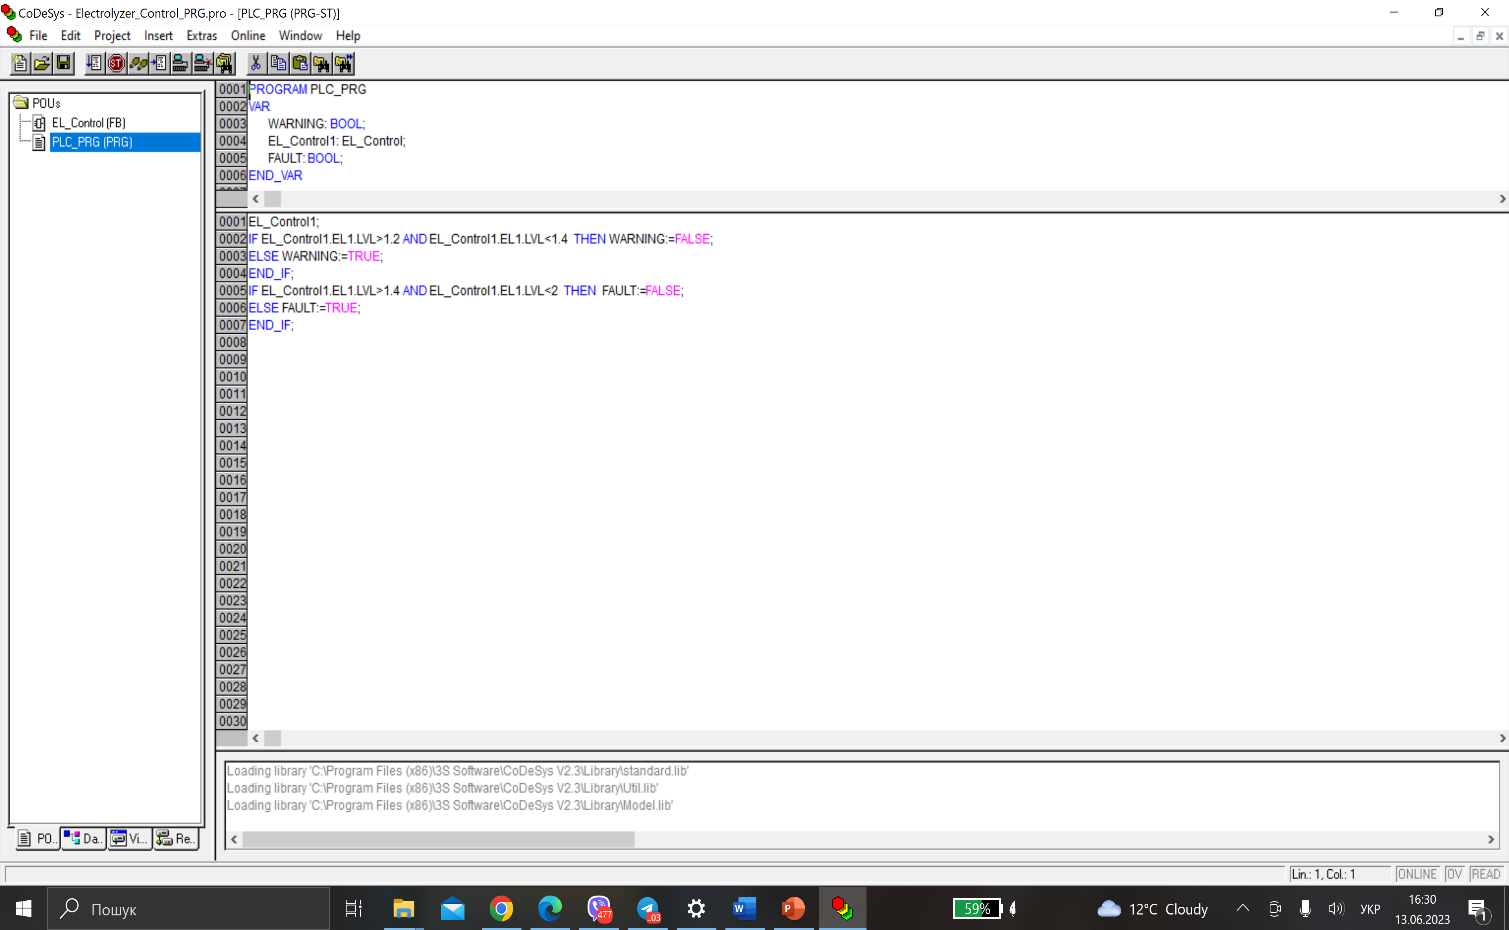 CoDeSys - Electrolyzer_Control_PRG.pro - [PLC_PRG (PRG-ST)]
File Edit Project Insert Extras Online Window Help
POUs
EL_Control (FB)
PLC_PRG (PRG)
0001 PROGRAM PLC_PRG
0002 VAR
0003 WARNING: BOOL;
0004 EL_Control1: EL_Control;
0005 FAULT: BOOL;
0006 END_VAR
0001 EL_Control1;
0002 IF EL_Control1.EL1.LVL>1.2 AND EL_Control1.EL1.LVL<1.4 THEN WARNING:=FALSE;
0003 ELSE WARNING:=TRUE;
0004 END_IF;
0005 IF EL_Control1.EL1.LVL>1.4 AND EL_Control1.EL1.LVL<2 THEN FAULT:=FALSE;
0006 ELSE FAULT:=TRUE;
0007 END_IF;
0008
0009
0010
0011
0012
0013
0014
0015
0016
0017
0018
0019
0020
0021
0022
0023
0024
0025
0026
0027
0028
0029
0030
Loading library 'C:\Program Files (x86)\3S Software\CoDeSys V2.3\Library\standard.lib'
Loading library 'C:\Program Files (x86)\3S Software\CoDeSys V2.3\Library\Util.lib'
Loading library 'C:\Program Files (x86)\3S Software\CoDeSys V2.3\Library\Model.lib'
PO.. Da.. Vi... Re..
Lin.: 1, Col.: 1 ONLINE OV READ
Пошук
477
.03
59%
12°C Cloudy
УКР
16:30
13.06.2023
1